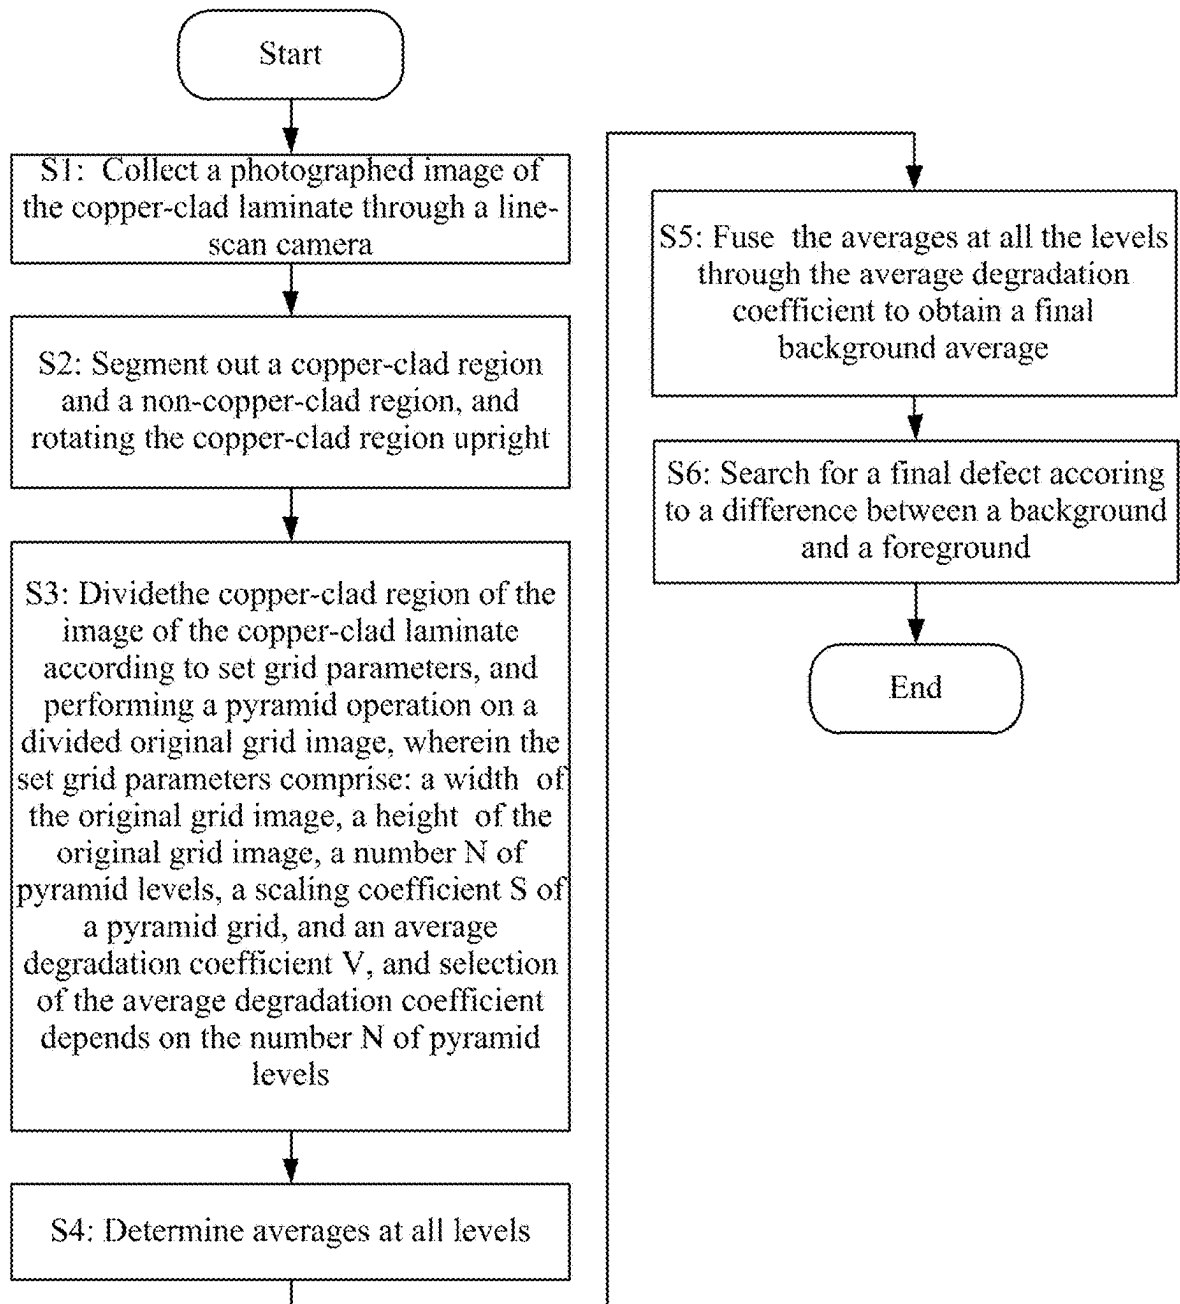 Start
S1: Collect a photographed image of
the copper-clad laminate through a line-
scan camera
S2: Segment out a copper-clad region
and a non-copper-clad region, and
rotating the copper-clad region upright
S3: Dividethe copper-clad region of the
image of the copper-clad laminate
according to set grid parameters, and
performing a pyramid operation on a
divided original grid image, wherein the
set grid parameters comprise: a width of
the original grid image, a height of the
original grid image, a number N of
pyramid levels, a scaling coefficient S of
a pyramid grid, and an average
degradation coefficient V, and selection
of the average degradation coefficient
depends on the number N of pyramid
levels
S4: Determine averages at all levels
S5: Fuse the averages at all the levels
through the average degradation
coefficient to obtain a final
background average
S6: Search for a final defect accoring
to a difference between a background
and a foreground
End